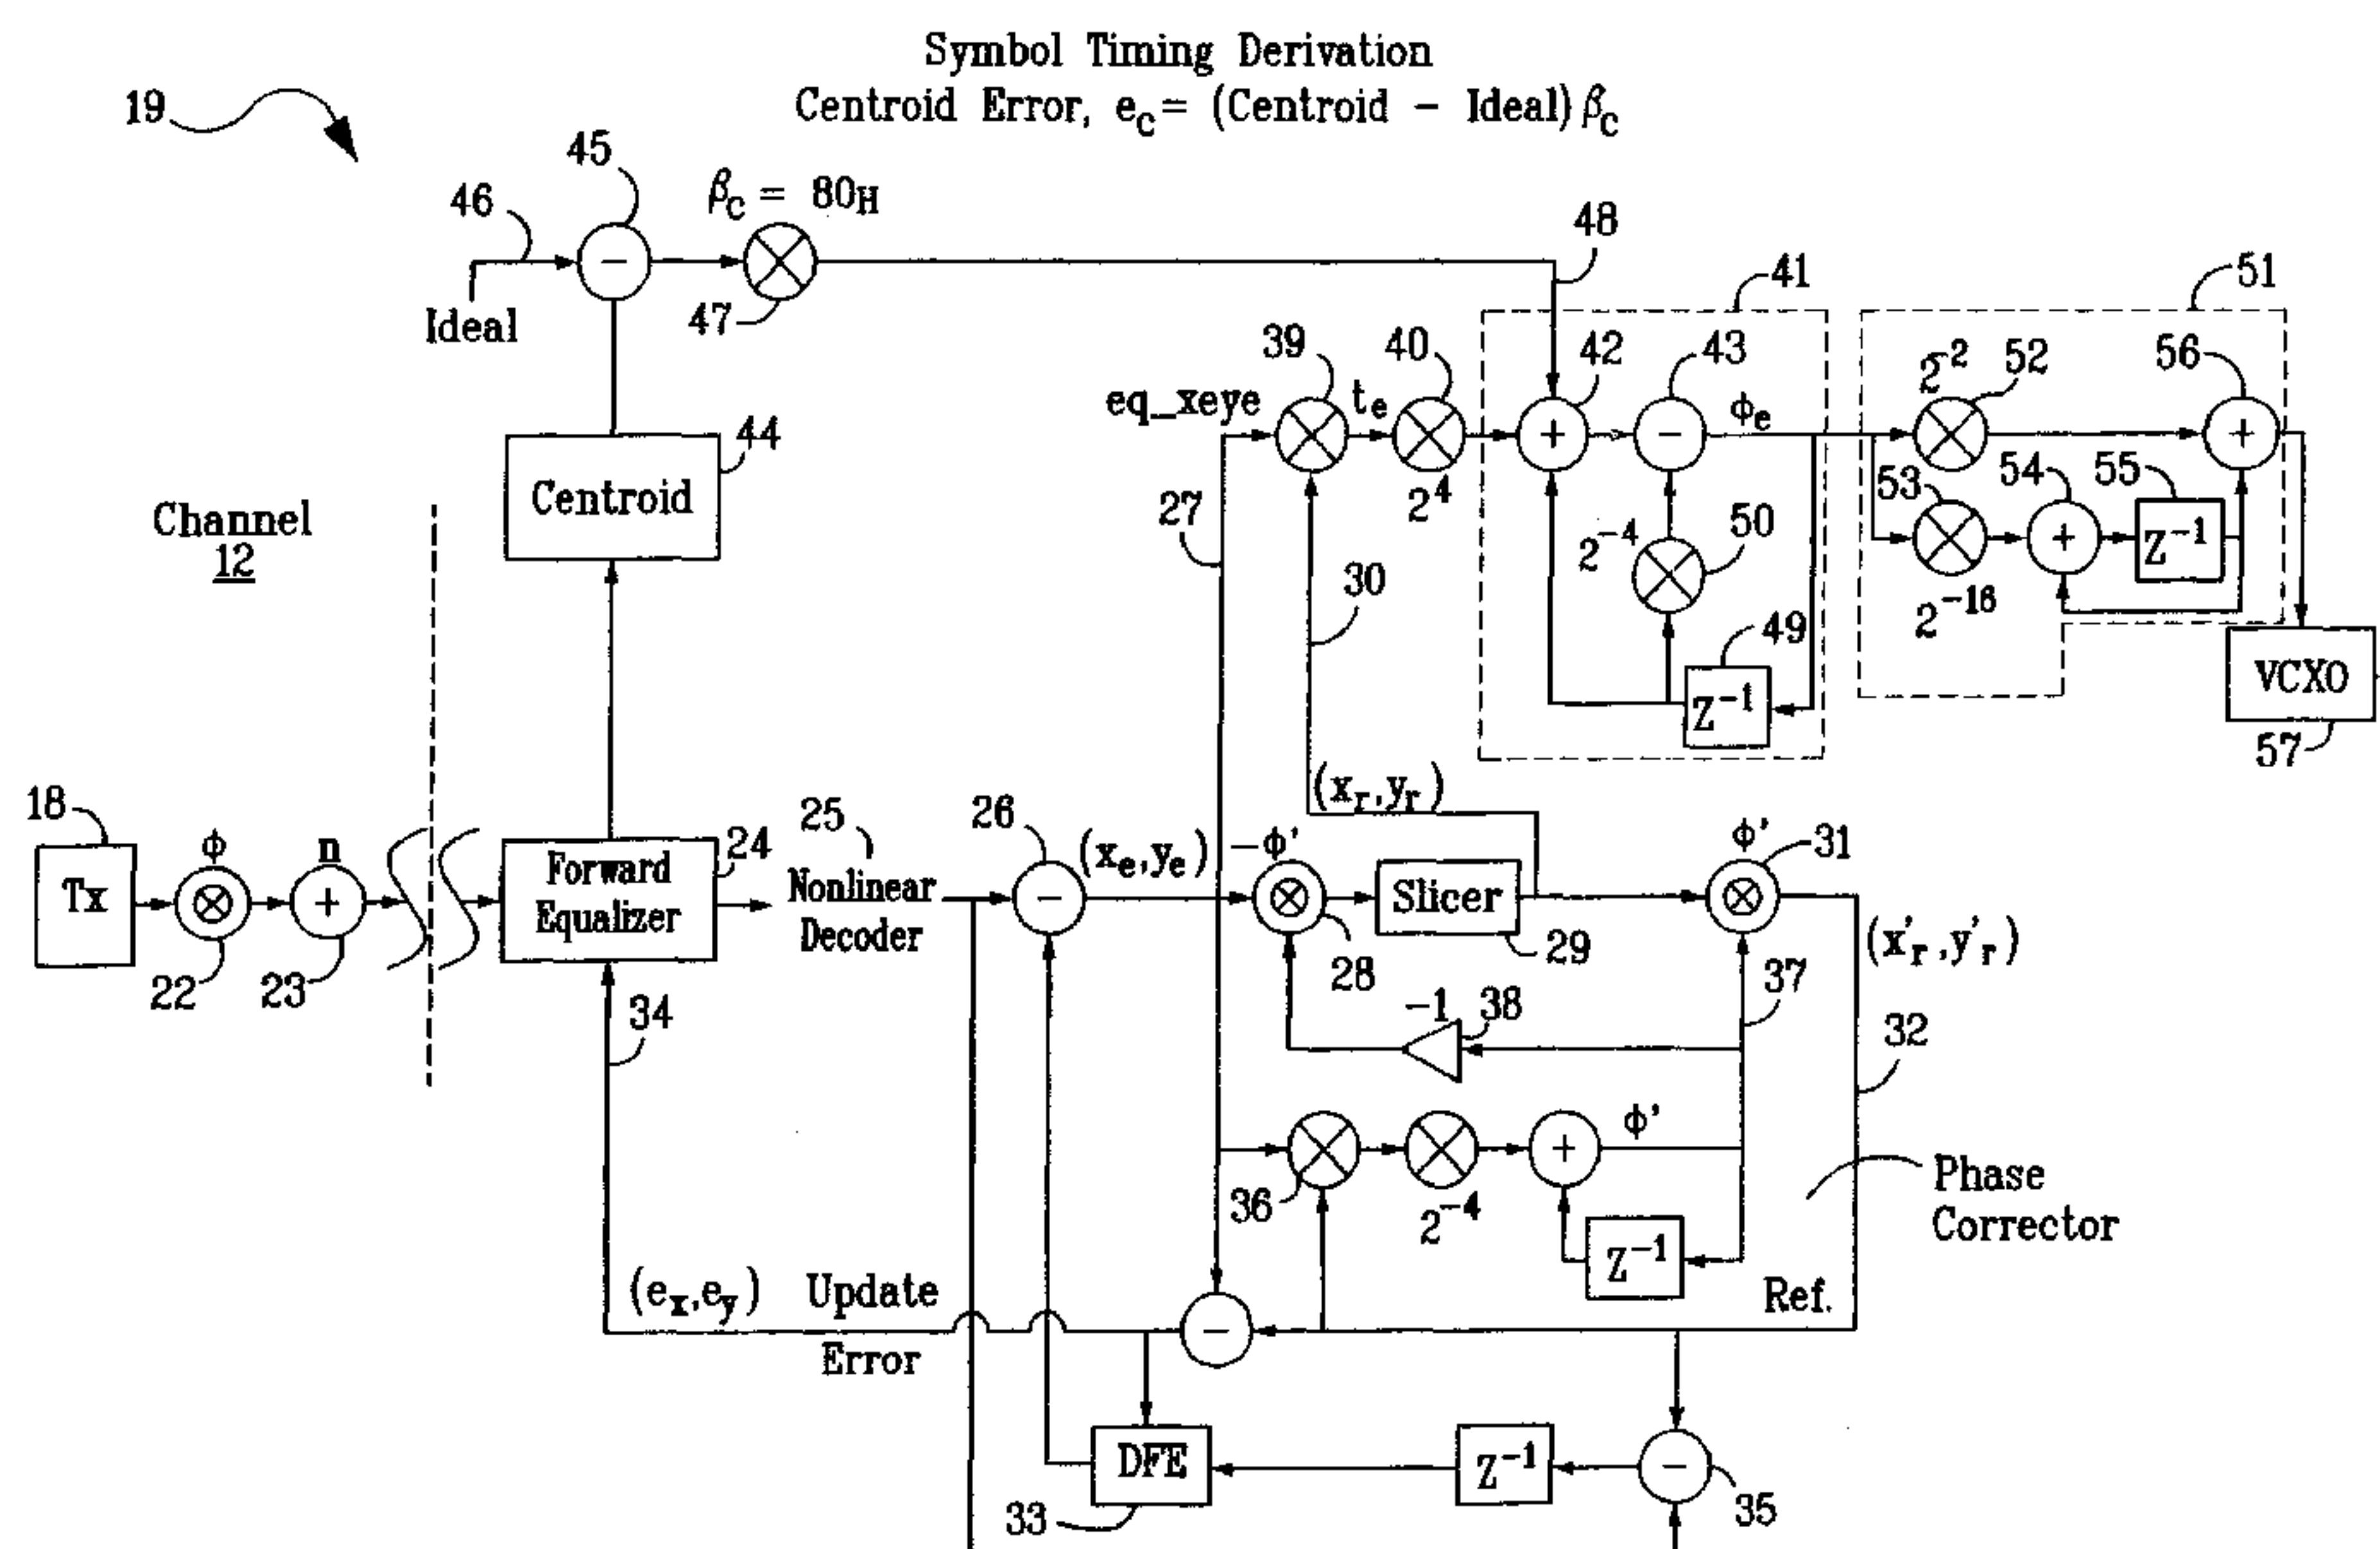 Symbol Timing Derivation
Centroid Error, e_c = (Centroid - Ideal) β_c
19
45
46
β_c = 80_H
48
-
Ideal
47
41
51
39
40
42
43
2^-2
52
56
eq_xeye
t_e
+
-
ϕ_e
+
44
Centroid
27
2^4
2^-4
50
53
54
55
+
Z^-1
Channel
12
30
2^-16
49
Z^-1
VCXO
57
(x_r,y_r)
18
ϕ
n
25
24
26
(x_e,y_e)
-ϕ'
ϕ'
31
Tx
+
Forward
Equalizer
Nonlinear
Decoder
-
Slicer
22
23
28
29
(x'_r,y'_r)
34
-1
38
37
32
ϕ'
+
36
2^-4
Phase
Corrector
Z^-1
(e_x,e_y) Update
Error
-
Ref.
DFE
Z^-1
-
33
35